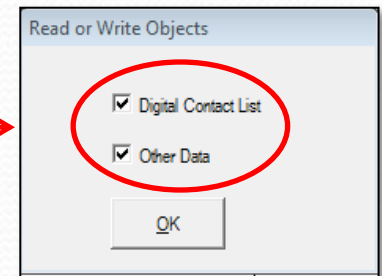 Read or Write Objects
Digital Contact List
Other Data
OK